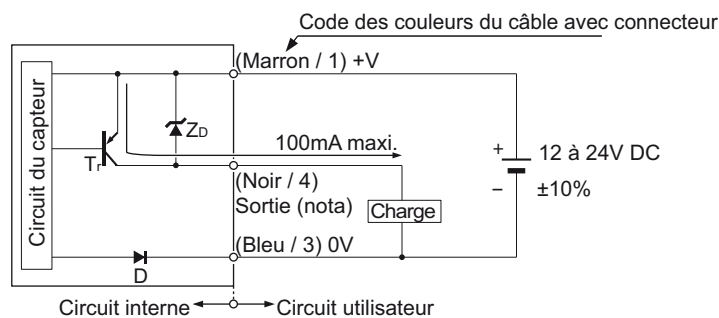 Code des couleurs du câble avec connecteur
(Marron / 1) +V
Circuit du capteur
ZD
100mA maxi.
Tr
+
12 à 24V DC
(Noir / 4)
−
±10%
Sortie (nota)
Charge
(Bleu / 3) 0V
D
Circuit interne
Circuit utilisateur